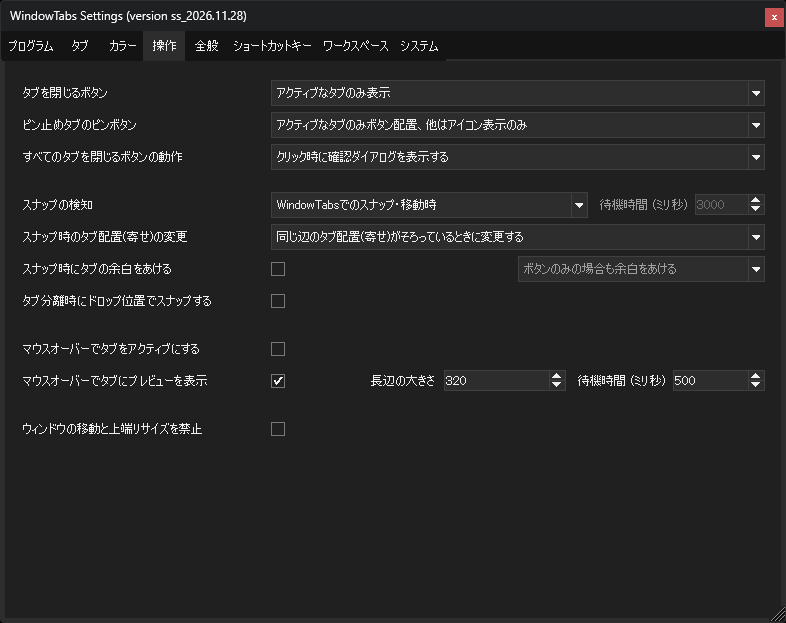 WindowTabs Settings (version ss_2026.11.28)
x
プログラム タブ カラー 操作 全般 ショートカットキー ワークスペース システム
タブを閉じるボタン アクティブなタブのみ表示
ピン止めタブのピンボタン アクティブなタブのみボタン配置、他はアイコン表示のみ
すべてのタブを閉じるボタンの動作 クリック時に確認ダイアログを表示する
スナップの検知 WindowTabsでのスナップ・移動時 待機時間 (ミリ秒) 3000
スナップ時のタブ配置(寄せ)の変更 同じ辺のタブ配置(寄せ)がそろっているときに変更する
スナップ時にタブの余白をあける ボタンのみの場合も余白をあける
タブ分離時にドロップ位置でスナップする
マウスオーバーでタブをアクティブにする
マウスオーバーでタブにプレビューを表示 長辺の大きさ 320 待機時間 (ミリ秒) 500
ウィンドウの移動と上端リサイズを禁止